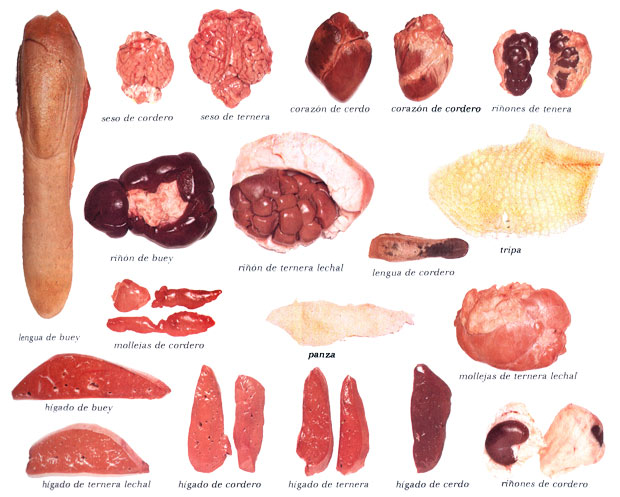 seso de cordero
seso de ternera
corazón de cerdo
corazón de cordero
riñones de tenera
riñón de buey
riñón de ternera lechal
lengua de cordero
tripa
lengua de buey
mollejas de cordero
panza
mollejas de ternera lechal
hígado de buey
hígado de ternera lechal
hígado de cordero
hígado de ternera
hígado de cerdo
riñones de cordero